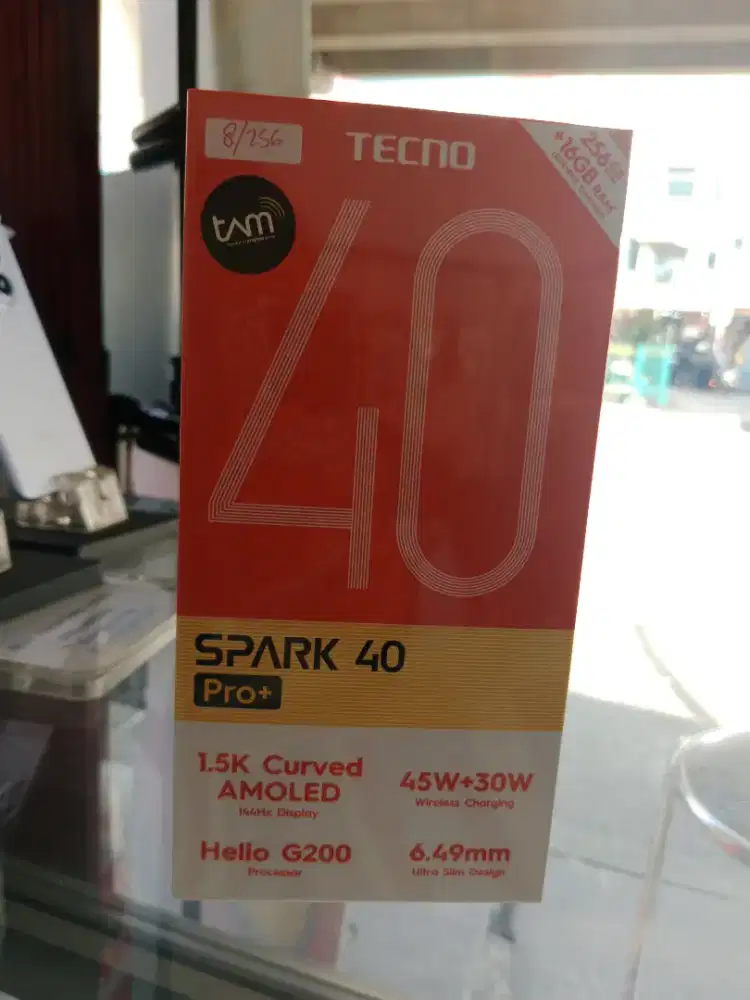 8/256
TECNO
256GB
16GB RAM
tam
40
SPARK 40
Pro+
1.5K Curved
AMOLED
144Hz Display
45W+30W
Wireless Charging
Helio G200
Processor
6.49mm
Ultra Slim Design